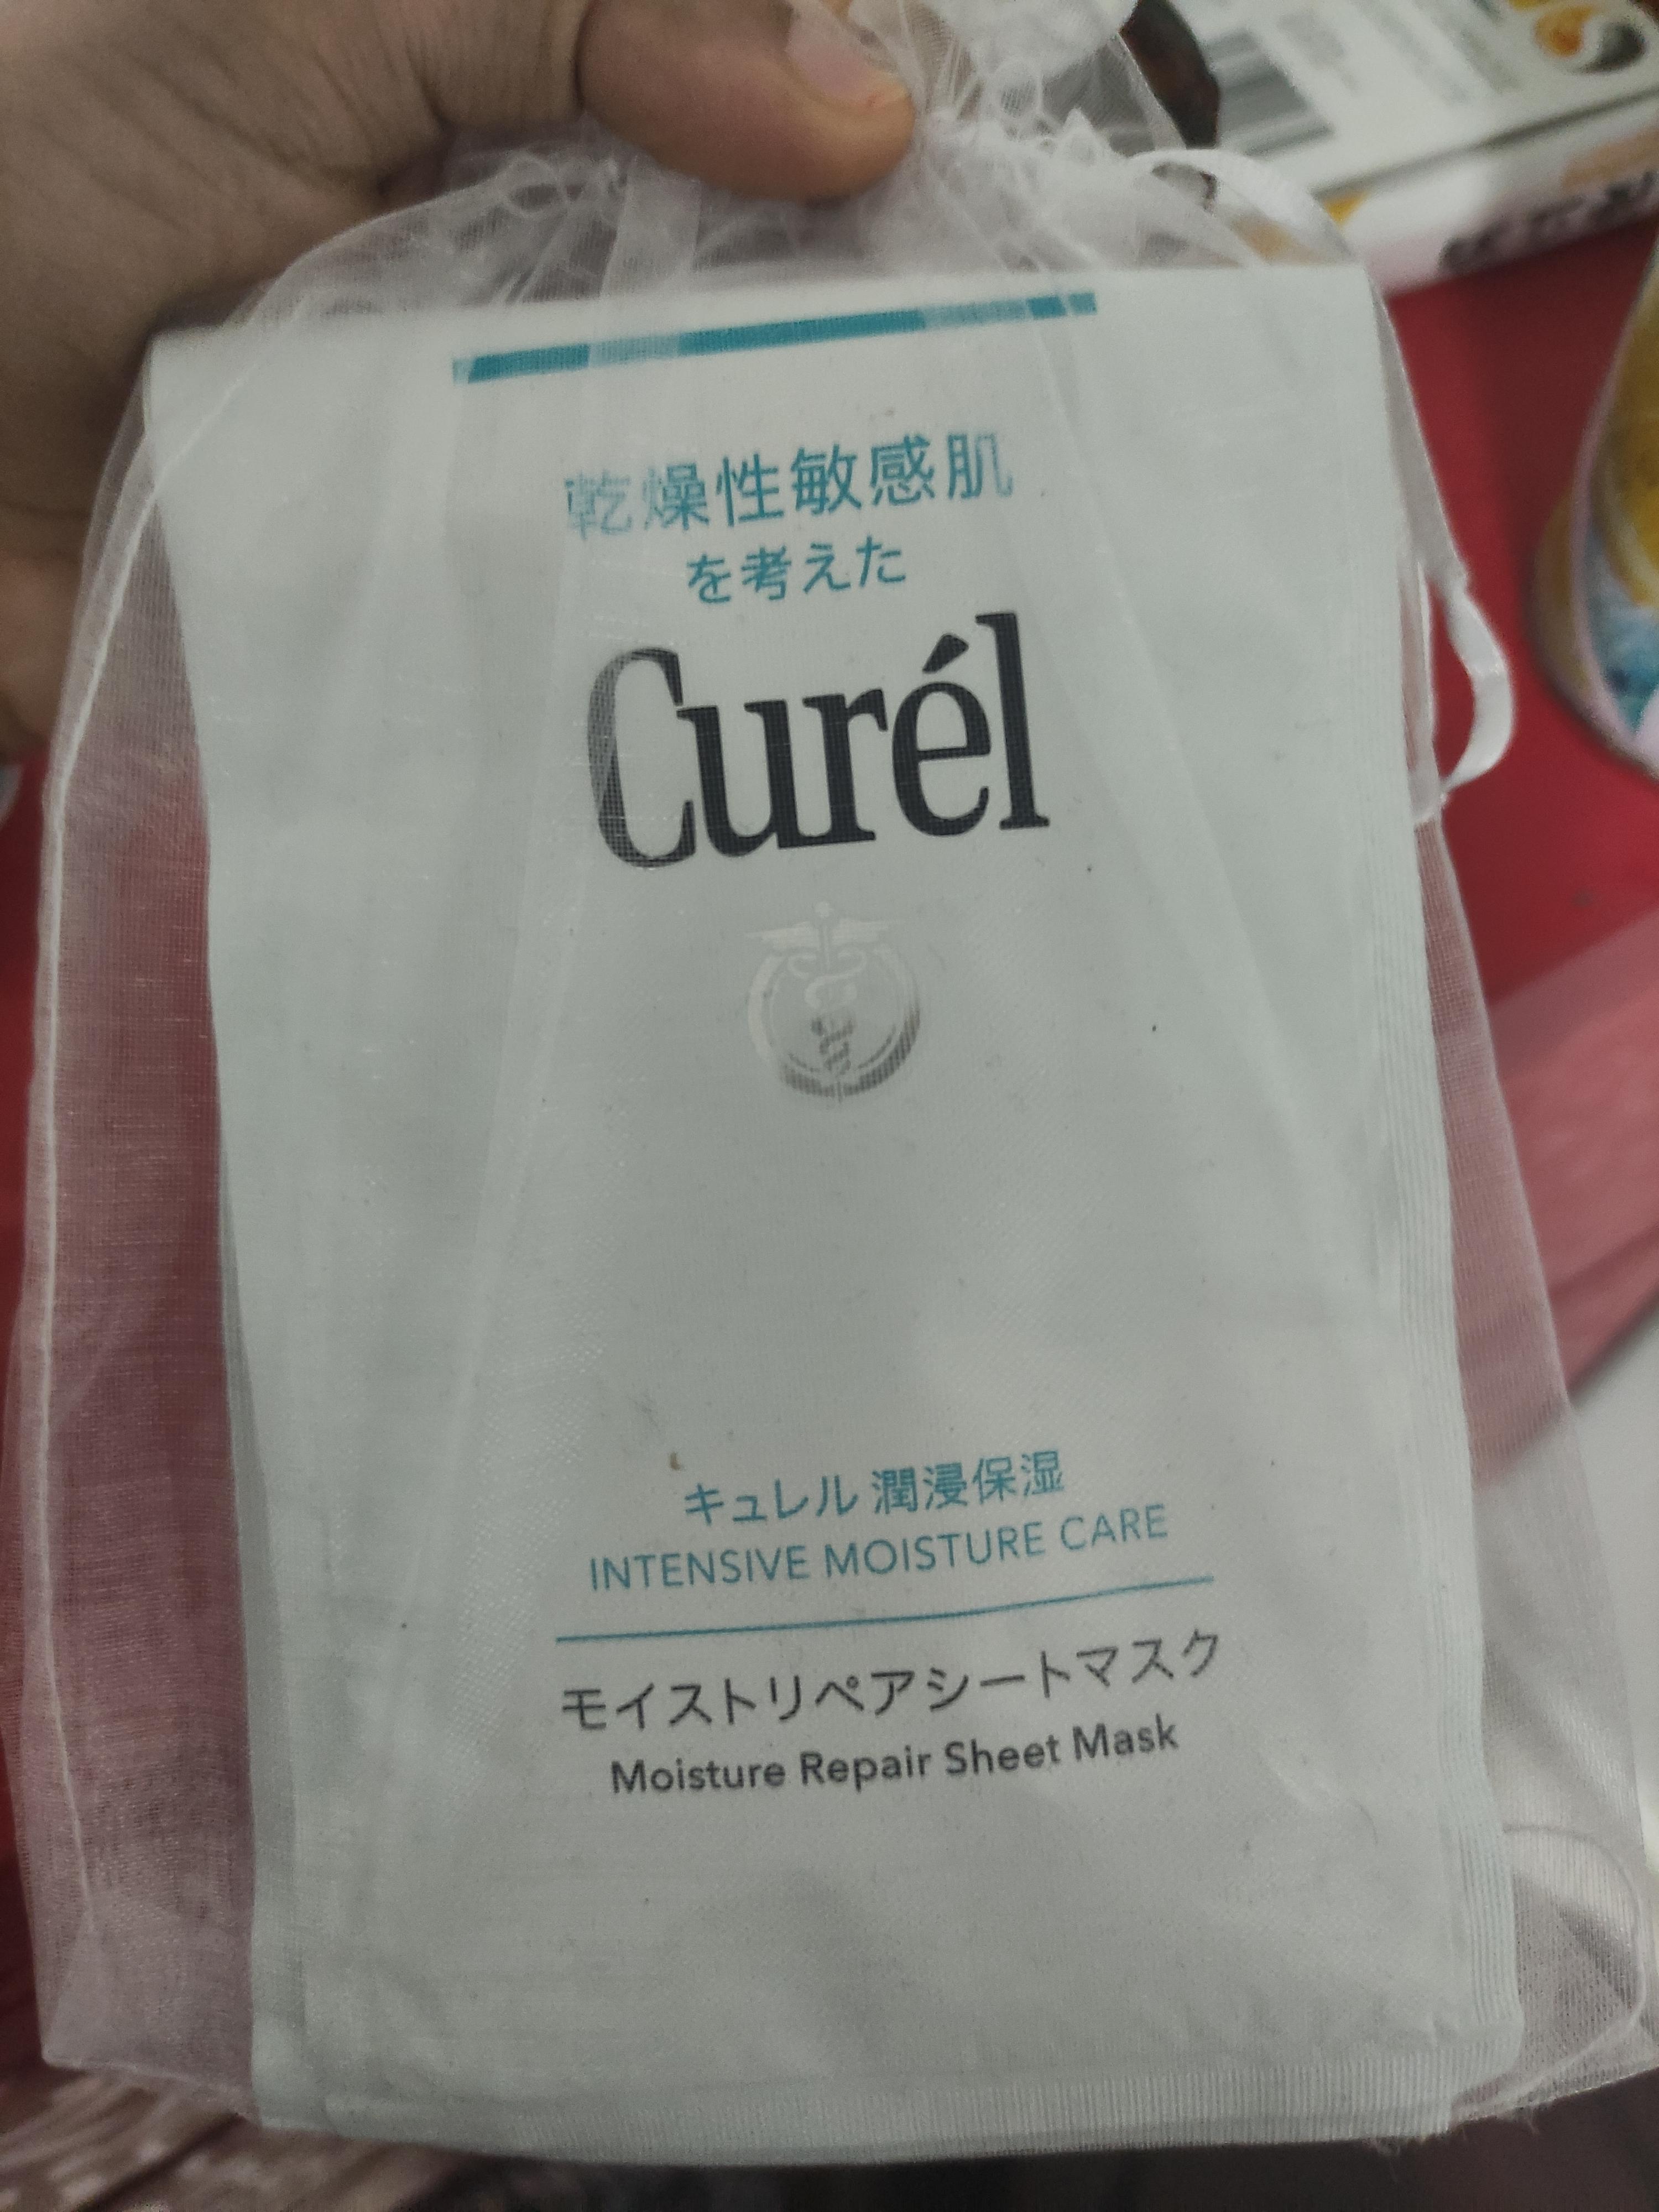 乾燥性敏感肌
を考えた
Curél
キュレル 潤浸保湿
INTENSIVE MOISTURE CARE
モイストリペアシートマスク
Moisture Repair Sheet Mask